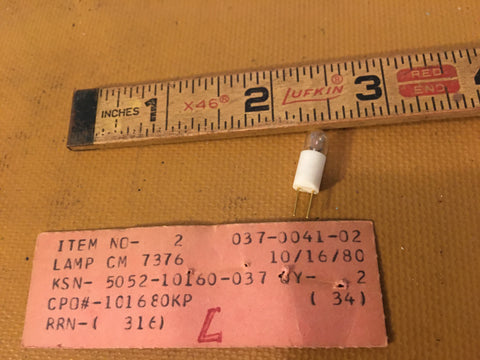 INCHES 1 X46® 2 LUFKIN® 3 RED END 4
ITEM NO- 2 037-0041-02
LAMP CM 7376 10/16/80
KSN- 5052-10160-037 QY- 2
CPO#-101680KP ( 34)
RRN-( 316)
L